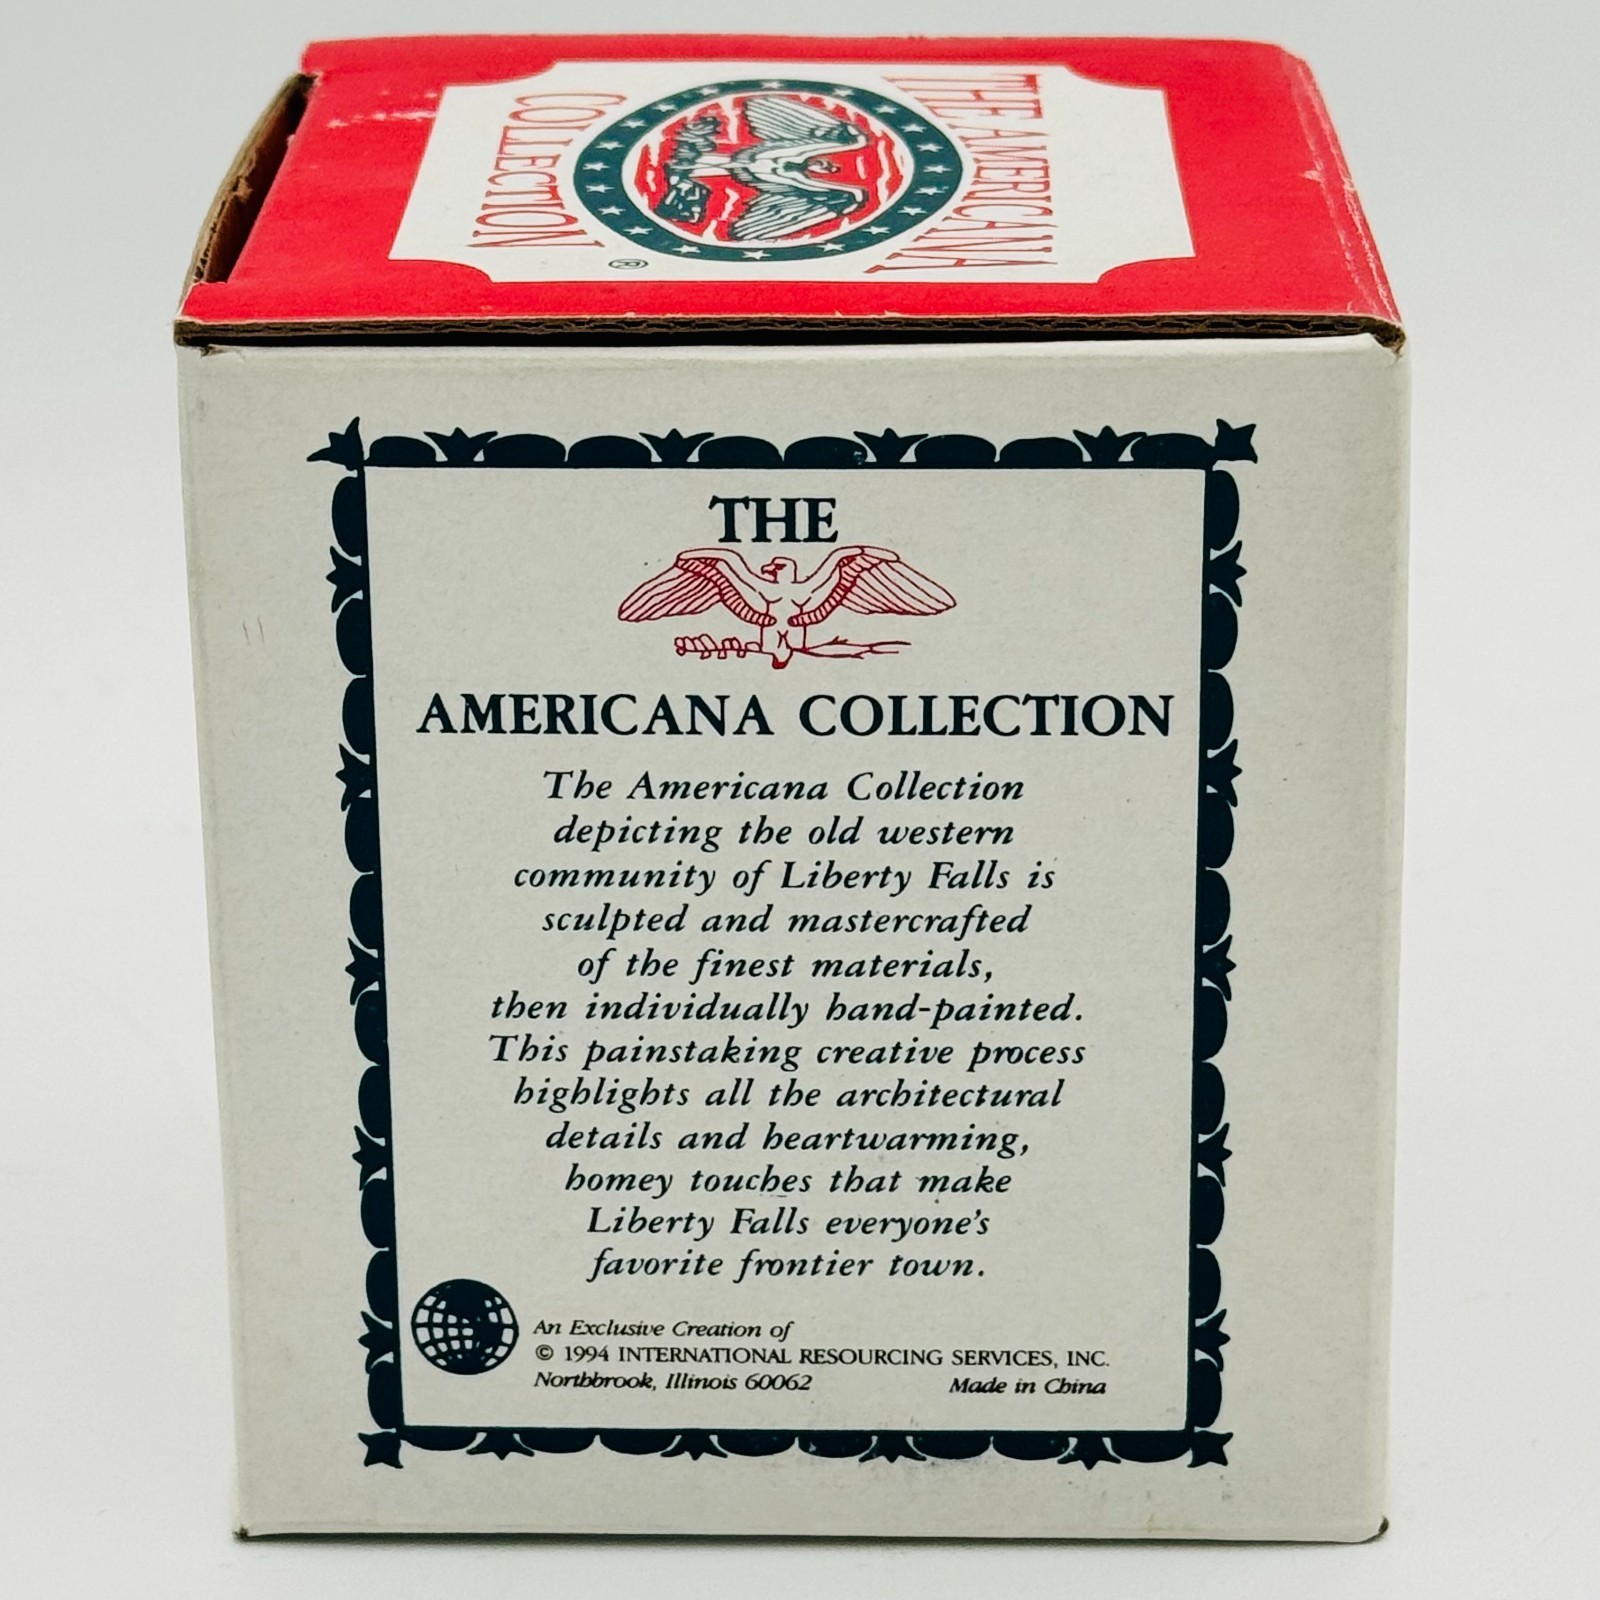 THE AMERICANA
COLLECTION
®
THE
AMERICANA COLLECTION
The Americana Collection
depicting the old western
community of Liberty Falls is
sculpted and mastercrafted
of the finest materials,
then individually hand-painted.
This painstaking creative process
highlights all the architectural
details and heartwarming,
homey touches that make
Liberty Falls everyone's
favorite frontier town.
An Exclusive Creation of
© 1994 INTERNATIONAL RESOURCING SERVICES, INC.
Northbrook, Illinois 60062 Made in China